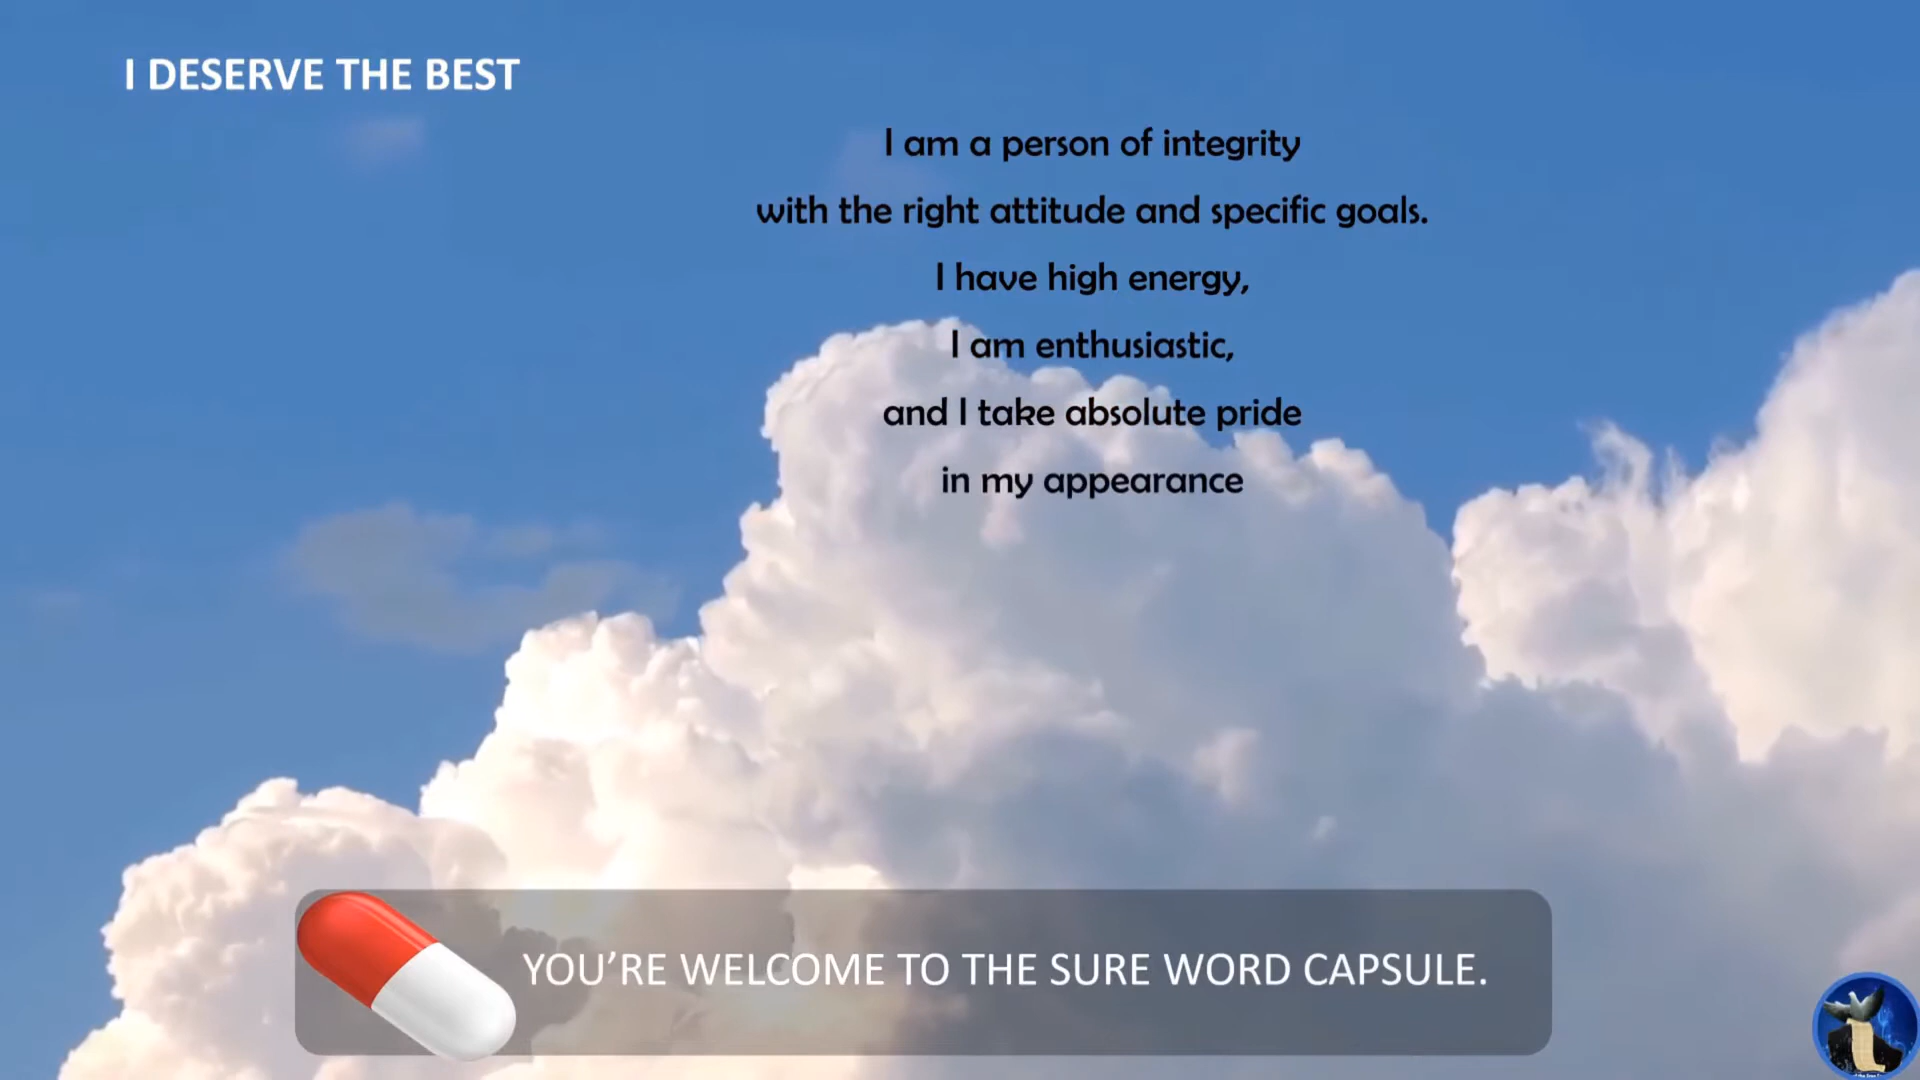 I DESERVE THE BEST
I am a person of integrity
with the right attitude and specific goals.
I have high energy,
I am enthusiastic,
and I take absolute pride
in my appearance
YOU’RE WELCOME TO THE SURE WORD CAPSULE.